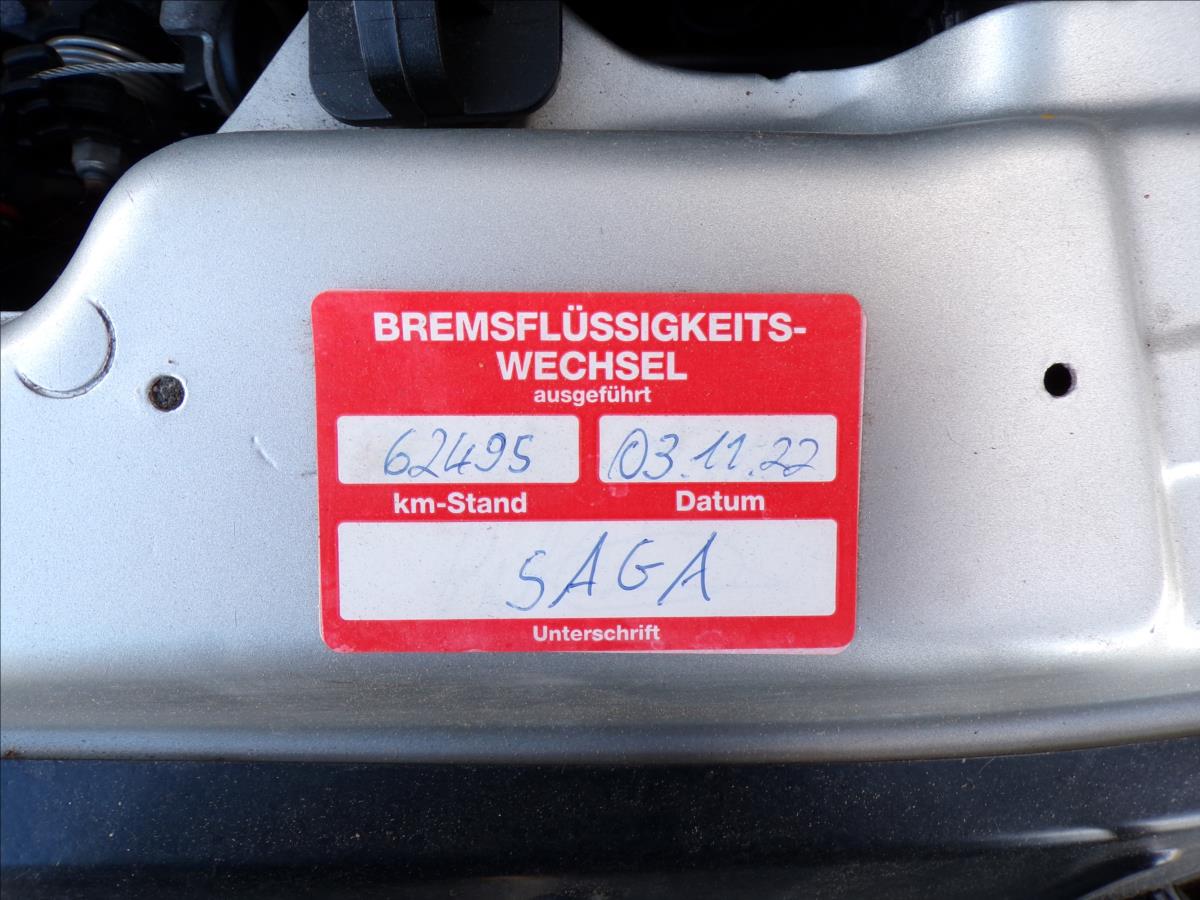 BREMSFLÜSSIGKEITS-
WECHSEL
ausgeführt
62495 03.11.22
km-Stand Datum
SAGA
Unterschrift